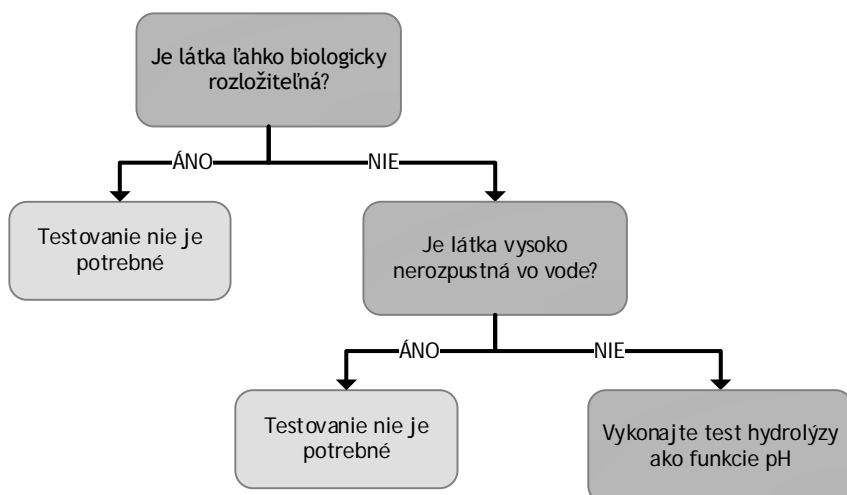 Je látka ľahko biologicky
rozložiteľná?
ÁNO
NIE
Testovanie nie je
potrebné
Je látka vysoko
nerozpustná vo vode?
ÁNO
NIE
Testovanie nie je
potrebné
Vykonajte test hydrolýzy
ako funkcie pH